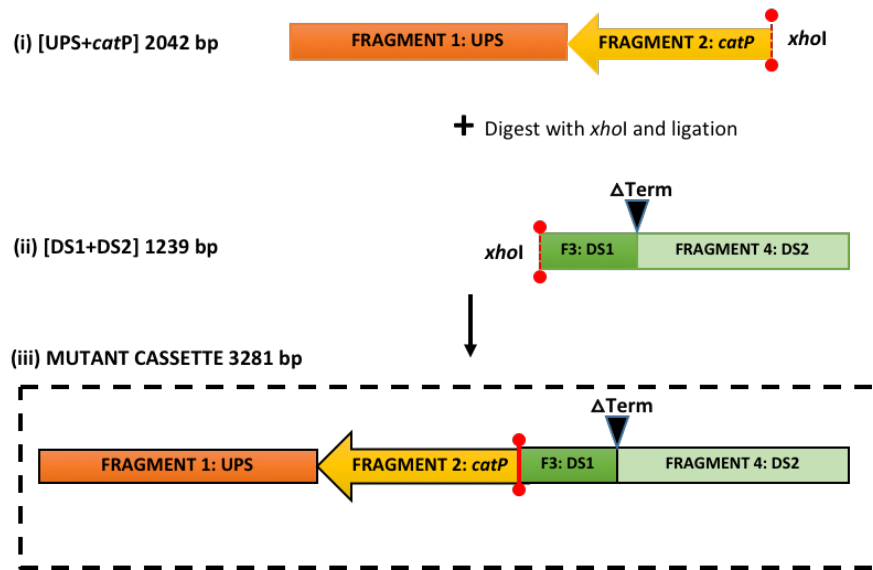 (i) [UPS+catP] 2042 bp
FRAGMENT 1: UPS
FRAGMENT 2: catP
xhoI
+ Digest with xhoI and ligation
ΔTerm
(ii) [DS1+DS2] 1239 bp
xhoI
F3: DS1
FRAGMENT 4: DS2
(iii) MUTANT CASSETTE 3281 bp
ΔTerm
FRAGMENT 1: UPS
FRAGMENT 2: catP
F3: DS1
FRAGMENT 4: DS2